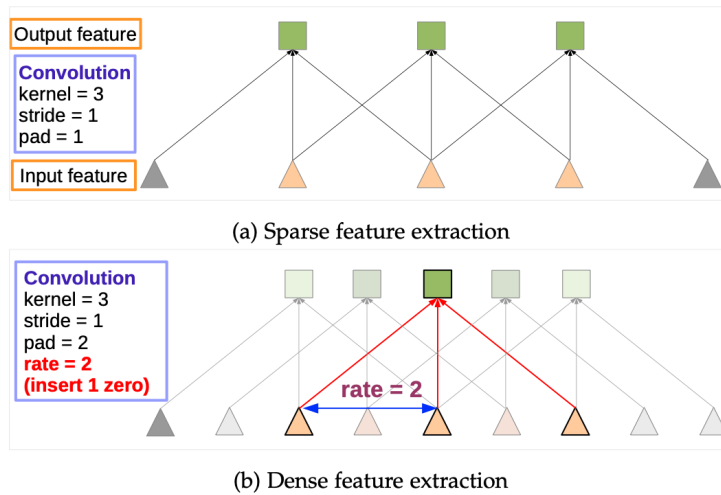 Output feature
Convolution
kernel = 3
stride = 1
pad = 1
Input feature
(a) Sparse feature extraction
Convolution
kernel = 3
stride = 1
pad = 2
rate = 2
(insert 1 zero)
rate = 2
(b) Dense feature extraction